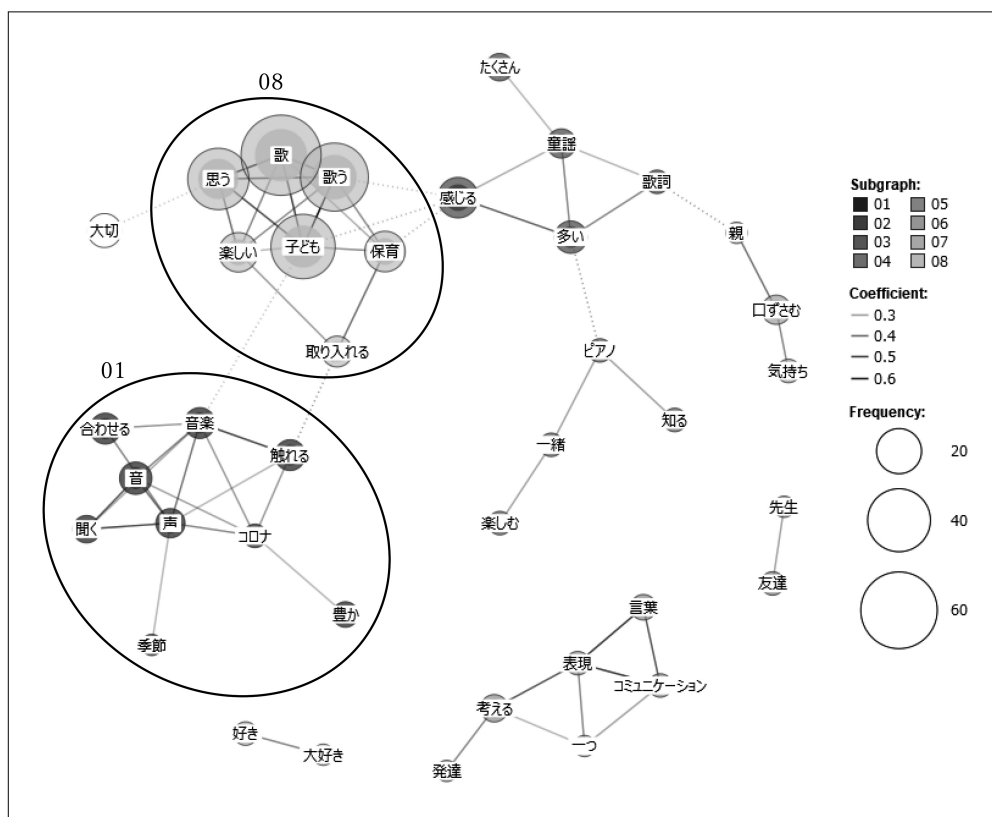 たくさん
08
童謡
歌
思う
歌う
感じる
歌詞
大切
楽しい
子ども
保育
多い
親
取り入れる
ピアノ
口ずさむ
気持ち
01
合わせる
音楽
触れる
知る
一緒
音
聞く
声
コロナ
楽しむ
先生
友達
豊か
季節
言葉
表現
コミュニケーション
考える
一つ
発達
好き
大好き
Subgraph:
01 05
02 06
03 07
04 08
Coefficient:
0.3
0.4
0.5
0.6
Frequency:
20
40
60